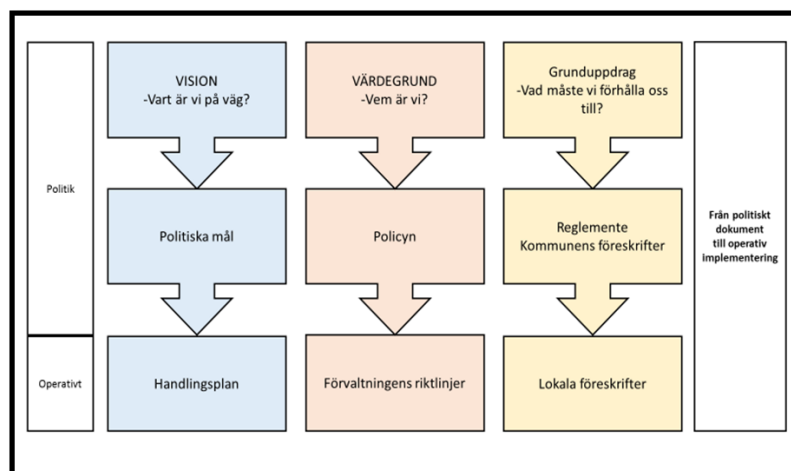 VISION
-Vart är vi på väg?
VÄRDEGRUND
-Vem är vi?
Grunduppdrag
-Vad måste vi förhålla oss
till?
Politik
Politiska mål
Policyn
Reglemente
Kommunens föreskrifter
Från politiskt
dokument
till operativ
implementering
Operativt
Handlingsplan
Förvaltningens riktlinjer
Lokala föreskrifter